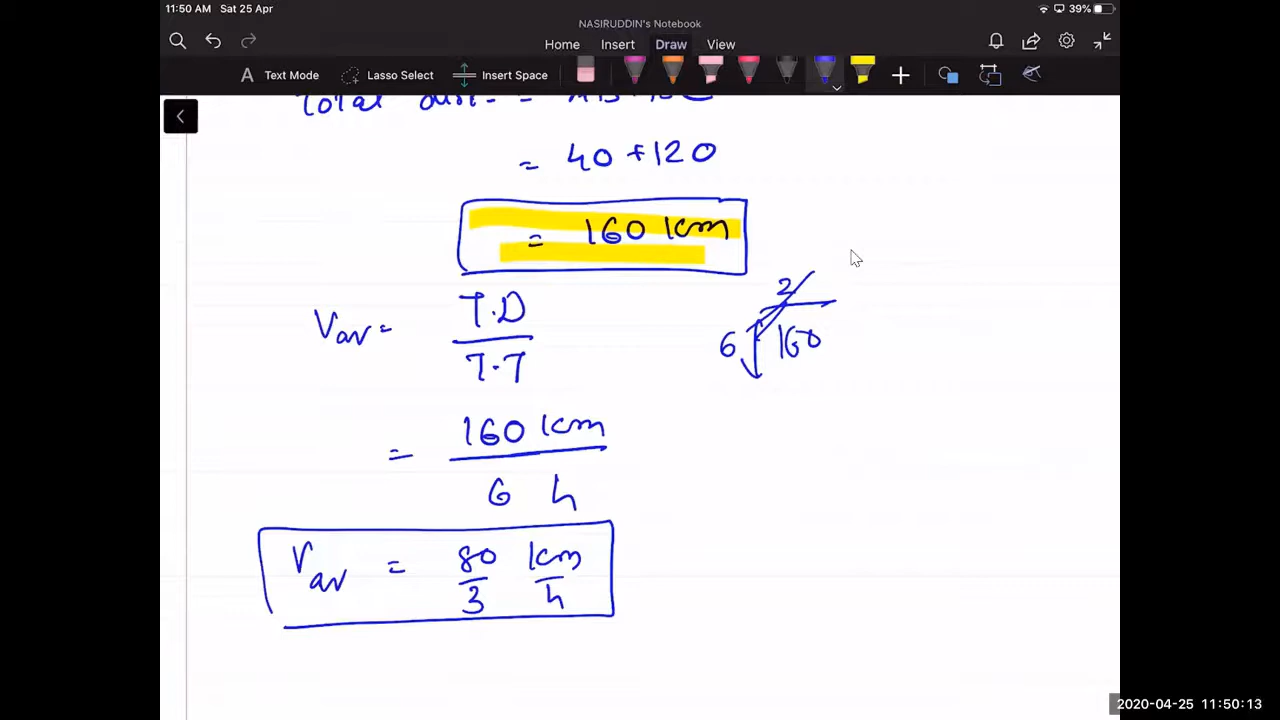 11:50 AM Sat 25 Apr
39%
NASIRUDDIN's Notebook
Home Insert Draw View
A Text Mode Lasso Select Insert Space
Total =
= 40 + 120
= 160 km
Vav = T.D
T.T
2
6 160
= 160 km
6 h
Vav = 80 km
3 h
2020-04-25 11:50:13